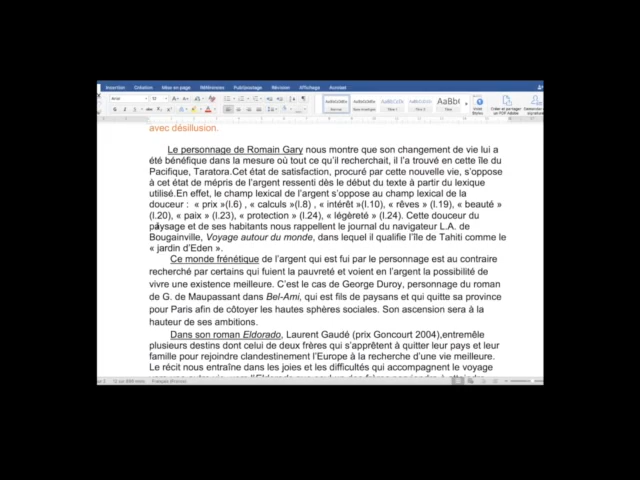 Insertion Création Mise en page Références Publipostage Révision Affichage Acrobat
AaBbC
avec désillusion.
Le personnage de Romain Gary nous montre que son changement de vie lui a
été bénéfique dans la mesure où tout ce qu'il recherchait, il l'a trouvé en cette île du
Pacifique, Taratora.Cet état de satisfaction, procuré par cette nouvelle vie, s'oppose
à cet état de mépris de l'argent ressenti dès le début du texte à partir du lexique
utilisé.En effet, le champ lexical de l'argent s'oppose au champ lexical de la
douceur : « prix »(l.6) , « calculs »(l.8) , « intérêt »(l.10), « rêves » (l.19), « beauté »
(l.20), « paix » (l.23), « protection » (l.24), « légèreté » (l.24). Cette douceur du
paysage et de ses habitants nous rappellent le journal du navigateur L.A. de
Bougainville, Voyage autour du monde, dans lequel il qualifie l'île de Tahiti comme le
« jardin d'Eden ».
Ce monde frénétique de l'argent qui est fui par le personnage est au contraire
recherché par certains qui fuient la pauvreté et voient en l'argent la possibilité de
vivre une existence meilleure. C'est le cas de George Duroy, personnage du roman
de G. de Maupassant dans Bel-Ami, qui est fils de paysans et qui quitte sa province
pour Paris afin de côtoyer les hautes sphères sociales. Son ascension sera à la
hauteur de ses ambitions.
Dans son roman Eldorado, Laurent Gaudé (prix Goncourt 2004),entremêle
plusieurs destins dont celui de deux frères qui s'apprêtent à quitter leur pays et leur
famille pour rejoindre clandestinement l'Europe à la recherche d'une vie meilleure.
Le récit nous entraîne dans les joies et les difficultés qui accompagnent le voyage
Français (France)